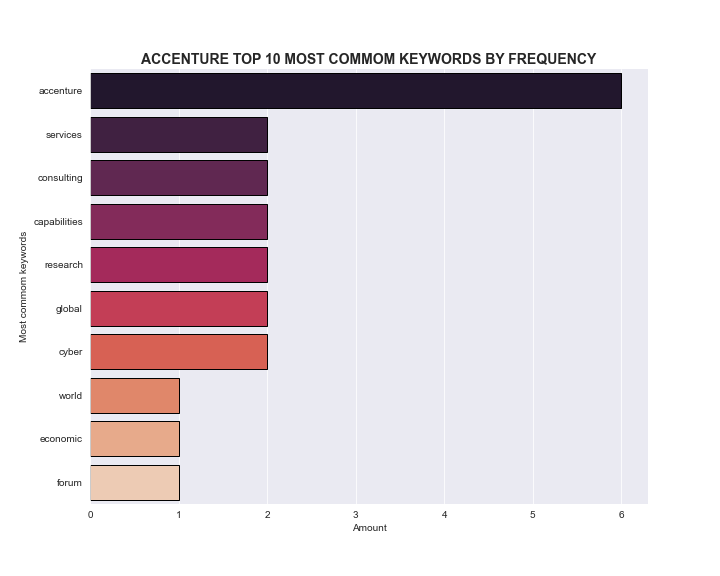 ACCENTURE TOP 10 MOST COMMOM KEYWORDS BY FREQUENCY
Most commom keywords
accenture
services
consulting
capabilities
research
global
cyber
world
economic
forum
0 1 2 3 4 5 6
Amount